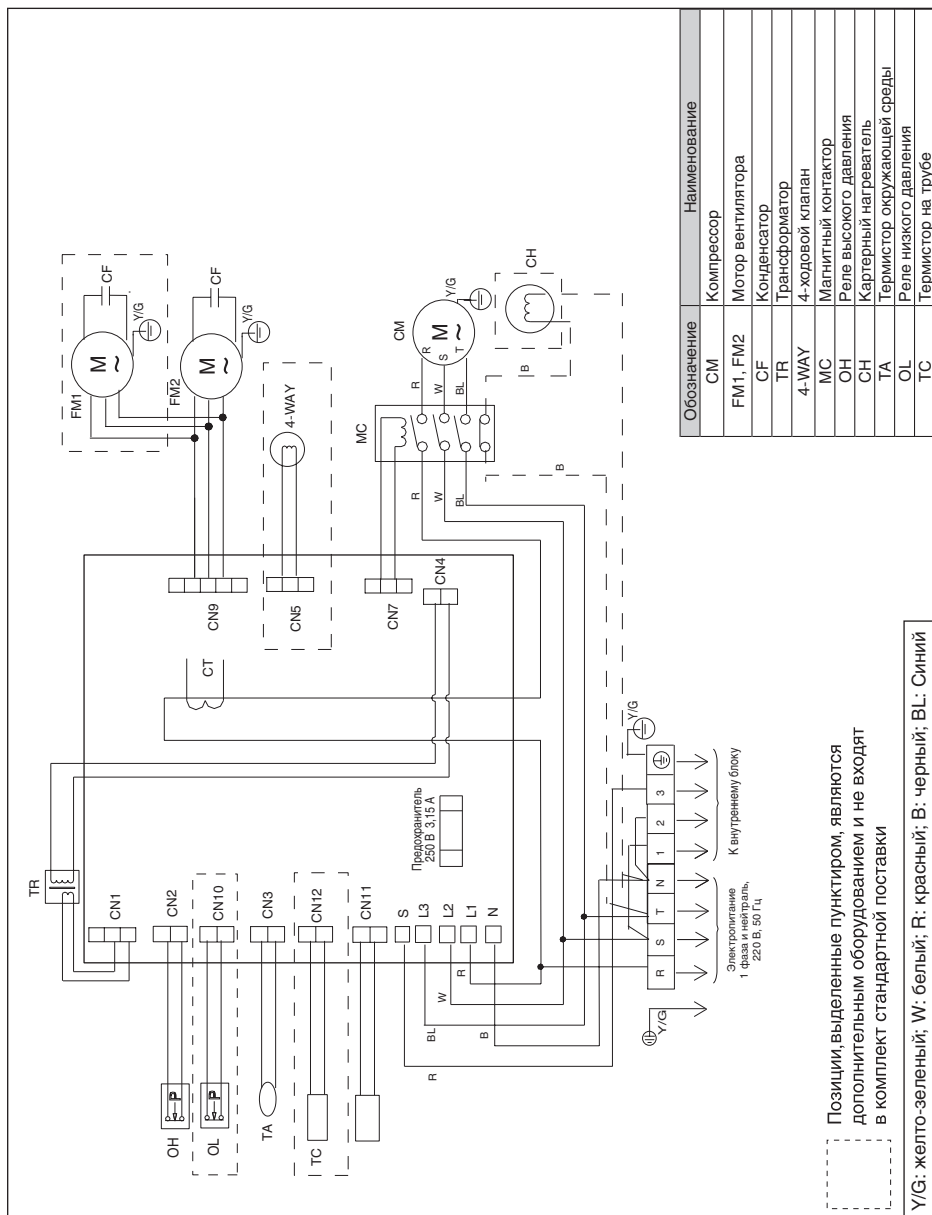 TR
CN1
CN2
CN10
CN3
CN12
CN11
OH
P
OL
P
TA
TC
Предохранитель
250 В 3,15 А
S
L3
L2
L1
N
R
BL
W
R
B
CT
CN9
CN5
CN7
CN4
FM1
M
~
CF
Y/G
FM2
M
~
CF
Y/G
4-WAY
MC
R
W
BL
R
W
BL
CM
M
~
R
S
T
Y/G
CH
B
B
Y/G
R
S
T
N
1
2
3
Y/G
Электропитание
1 фаза и нейтраль,
220 В, 50 Гц
К внутреннему блоку
Обозначение Наименование
CM Компрессор
FM1, FM2 Мотор вентилятора
CF Конденсатор
TR Трансформатор
4-WAY 4-ходовой клапан
MC Магнитный контактор
OH Реле высокого давления
CH Картерный нагреватель
TA Термистор окружающей среды
OL Реле низкого давления
TC Термистор на трубе
Позиции, выделенные пунктиром, являются
дополнительным оборудованием и не входят
в комплект стандартной поставки
Y/G: желто-зеленый; W: белый; R: красный; B: черный; BL: Синий